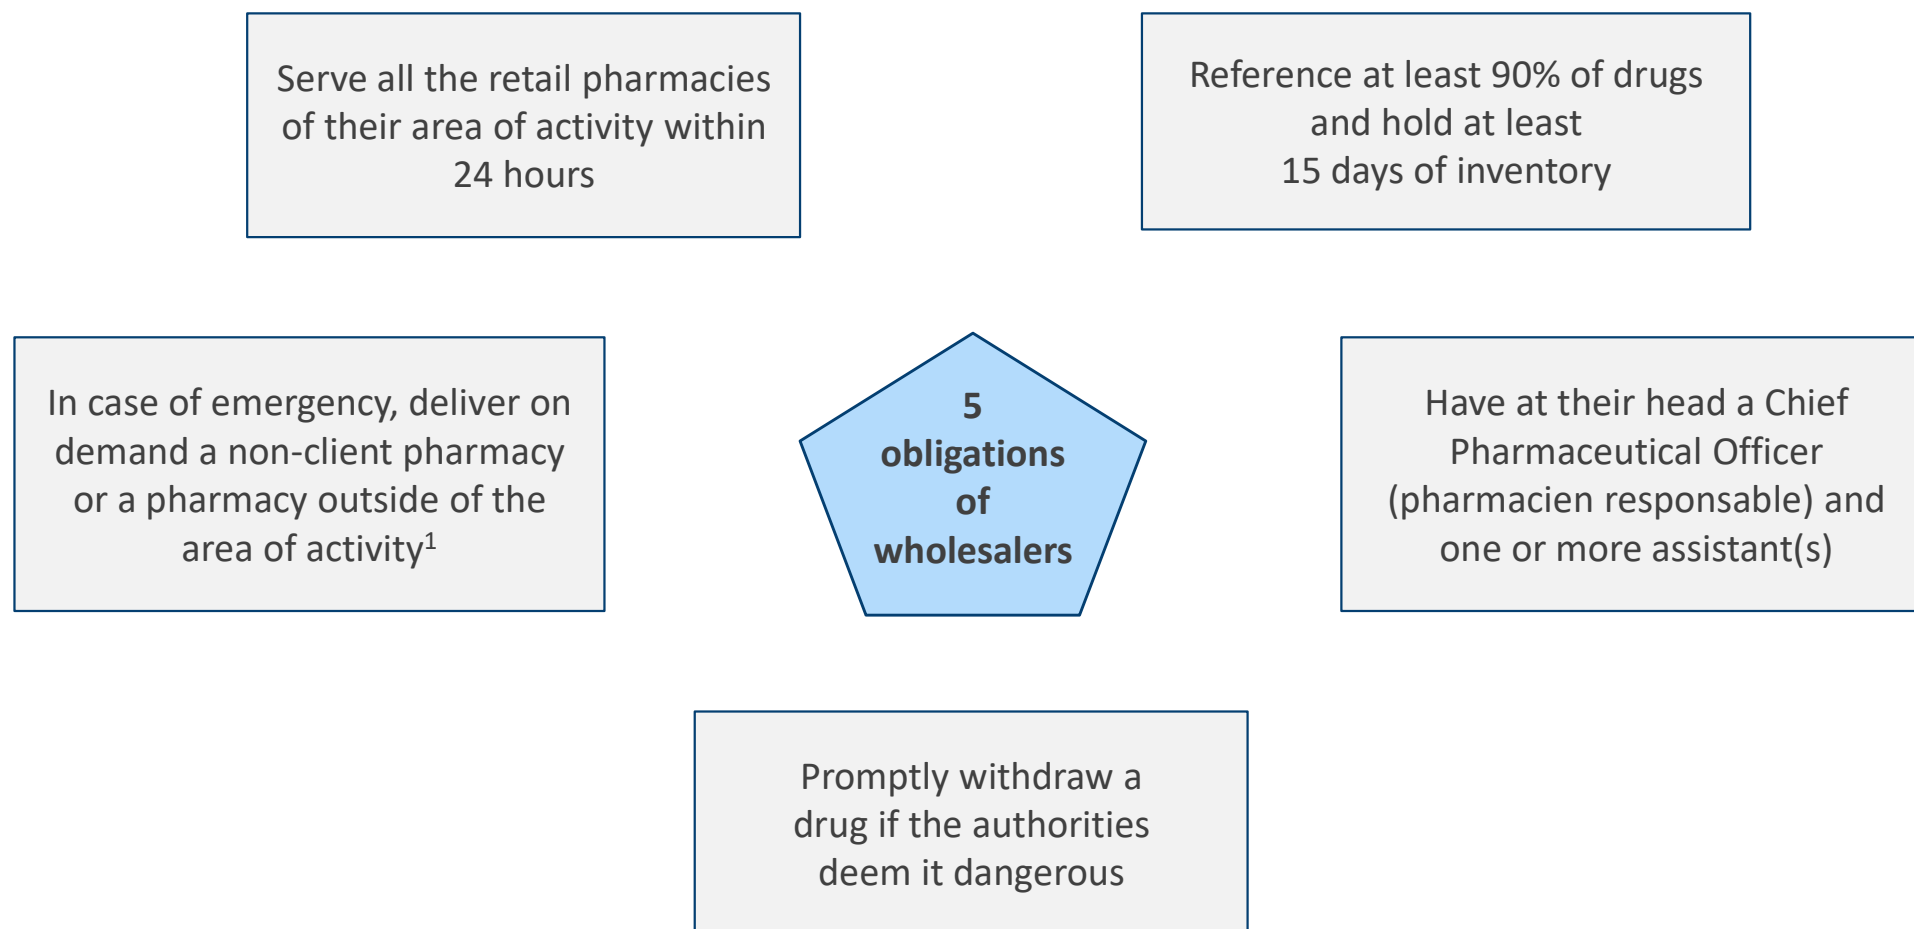 Serve all the retail pharmacies
of their area of activity within
24 hours
Reference at least 90% of drugs
and hold at least
15 days of inventory
In case of emergency, deliver on
demand a non-client pharmacy
or a pharmacy outside of the
area of activity¹
5
obligations
of
wholesalers
Have at their head a Chief
Pharmaceutical Officer
(pharmacien responsable) and
one or more assistant(s)
Promptly withdraw a
drug if the authorities
deem it dangerous